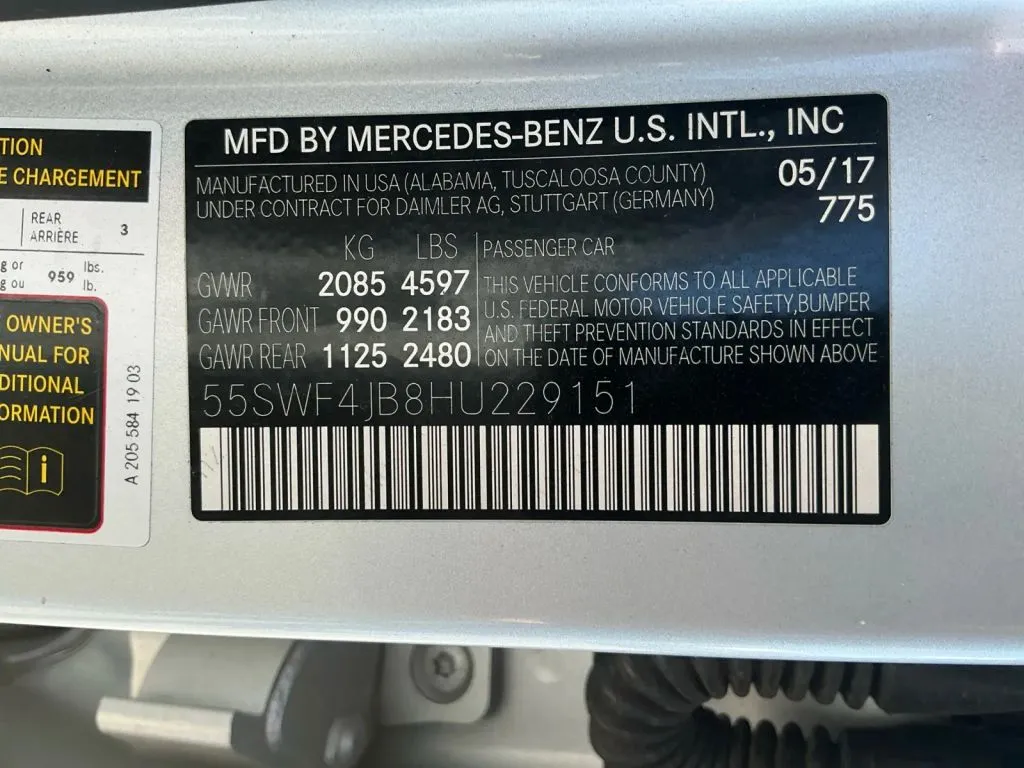 TION
E CHARGEMENT
REAR
ARRIÈRE 3
g or
g ou 959 lbs.
lb.
OWNER'S
NUAL FOR
DITIONAL
ORMATION
i
A 205 584 19 03
MFD BY MERCEDES-BENZ U.S. INTL., INC
MANUFACTURED IN USA (ALABAMA, TUSCALOOSA COUNTY) 05/17
UNDER CONTRACT FOR DAIMLER AG, STUTTGART (GERMANY) 775
KG LBS PASSENGER CAR
GVWR 2085 4597 THIS VEHICLE CONFORMS TO ALL APPLICABLE
U.S. FEDERAL MOTOR VEHICLE SAFETY,BUMPER
GAWR FRONT 990 2183 AND THEFT PREVENTION STANDARDS IN EFFECT
GAWR REAR 1125 2480 ON THE DATE OF MANUFACTURE SHOWN ABOVE
55SWF4JB8HU229151